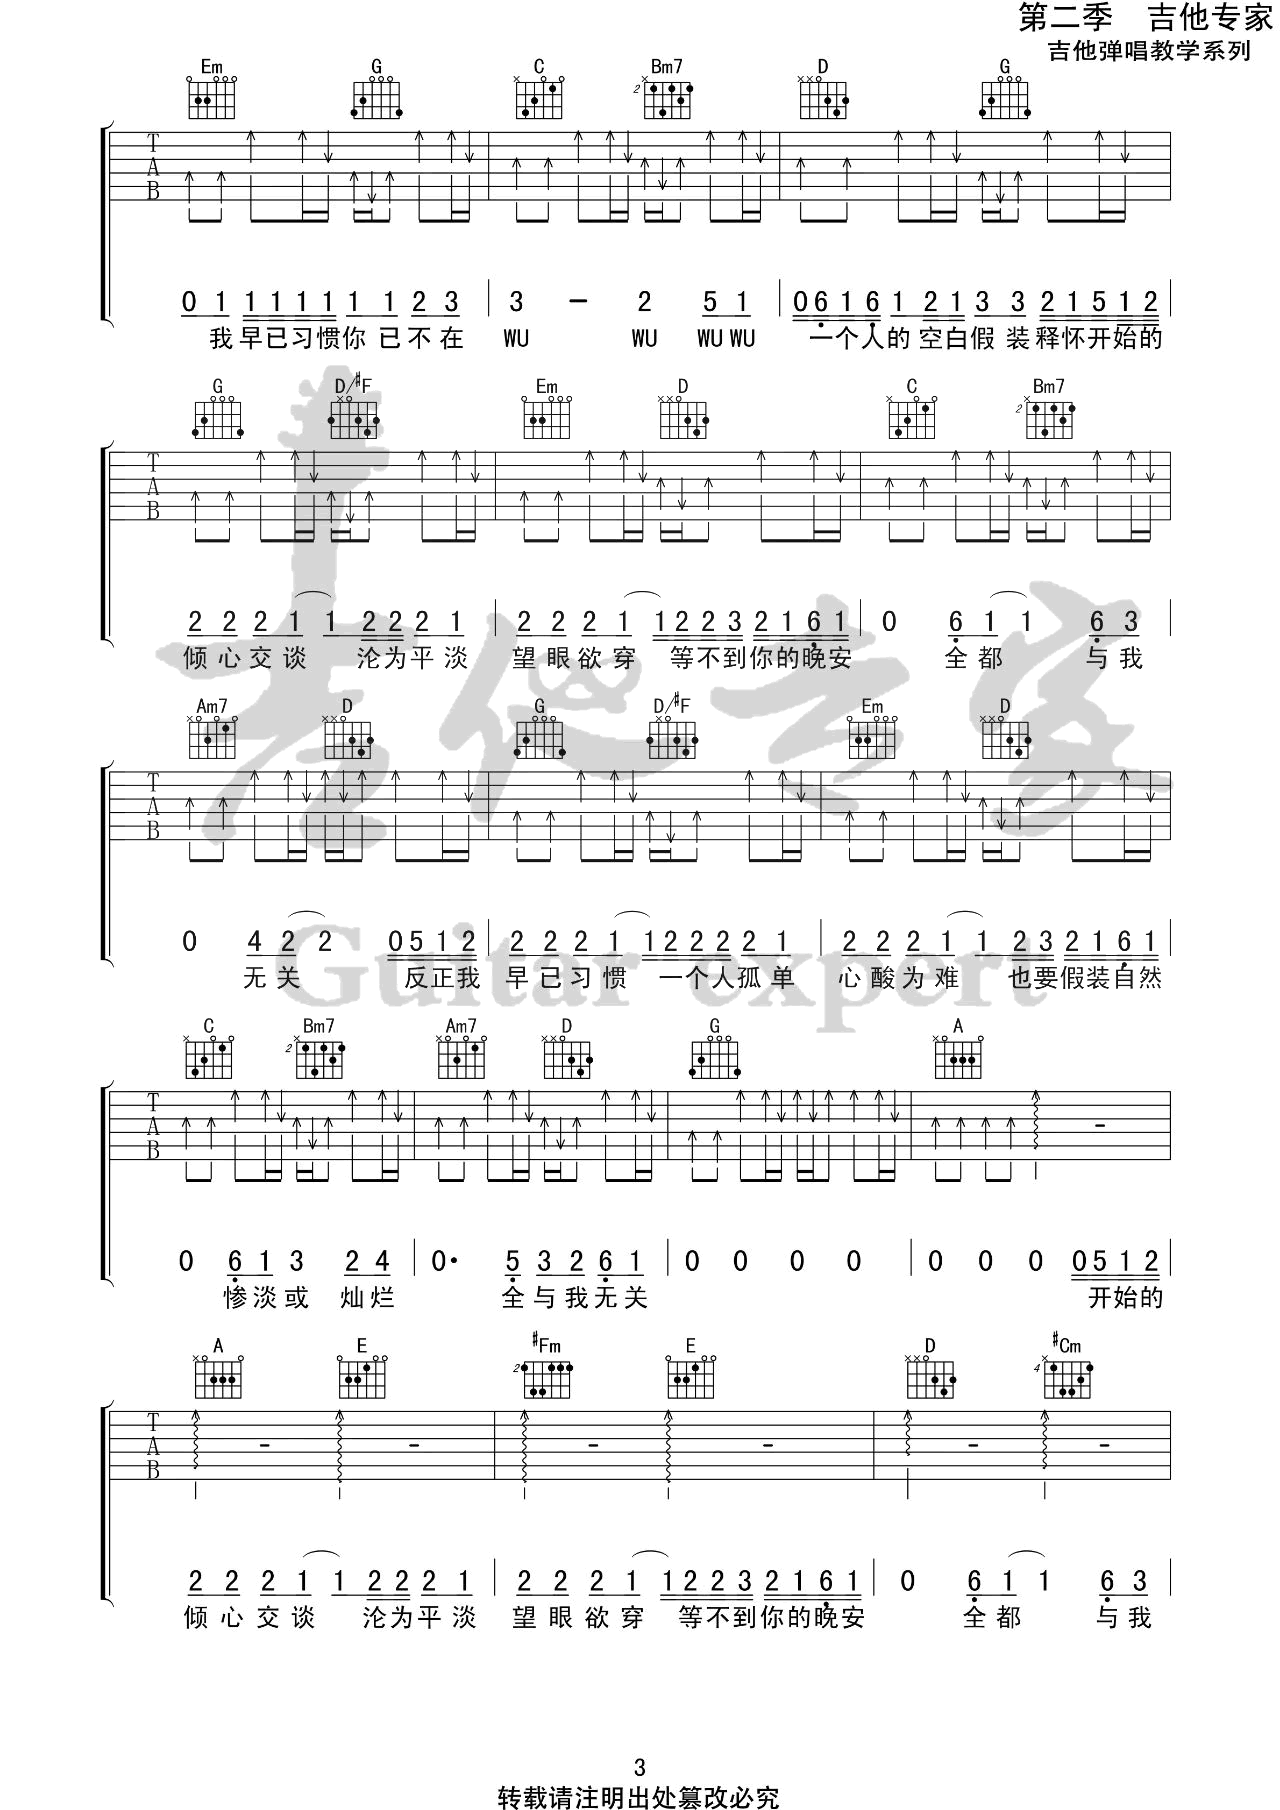 第二季 吉他专家
吉他弹唱教学系列
Em G C Bm7 D G
2
T
A
B
0 1 1 1 1 1 1 1 2 3 3 - 2 5 1 0 6 1 6 1 2 1 3 3 2 1 5 1 2
我早已习惯你 已不在 WU WU WU WU 一个人的 空白假 装释怀开始的
G D/#F Em D C Bm7
2
T
A
B
2 2 2 1 1 2 2 2 1 2 2 2 1 1 2 2 3 2 1 6 1 0 6 1 1 6 3
倾心交谈 沦为平淡 望眼欲穿 等不到你的晚安 全都 与我
Am7 D G D/#F Em D
T
A
B
0 4 2 2 0 5 1 2 2 2 2 1 1 2 2 2 2 1 2 2 2 1 1 2 3 2 1 6 1
无关 反正我 早已习惯 一个人孤单 心酸为难 也要假装自然
吉他专家
Guitar expert
C Bm7 Am7 D G A
2
T
A
B
0 6 1 3 2 4 0· 5 3 2 6 1 0 0 0 0 0 0 0 0 5 1 2
惨淡或 灿烂 全与我无关 开始的
A E #Fm E D #Cm
2 4
T
A
B
2 2 2 1 1 2 2 2 1 2 2 2 1 1 2 2 3 2 1 6 1 0 6 1 1 6 3
倾心交谈 沦为平淡 望眼欲穿 等不到你的晚安 全都 与我
3
转载请注明出处篡改必究